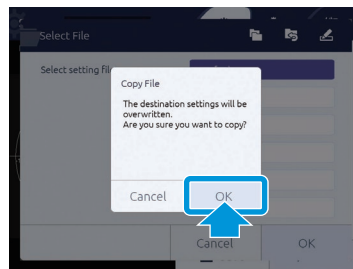 Select File
Select setting fil
Copy File
The destination settings will be
overwritten.
Are you sure you want to copy?
Cancel
OK
Cancel
OK